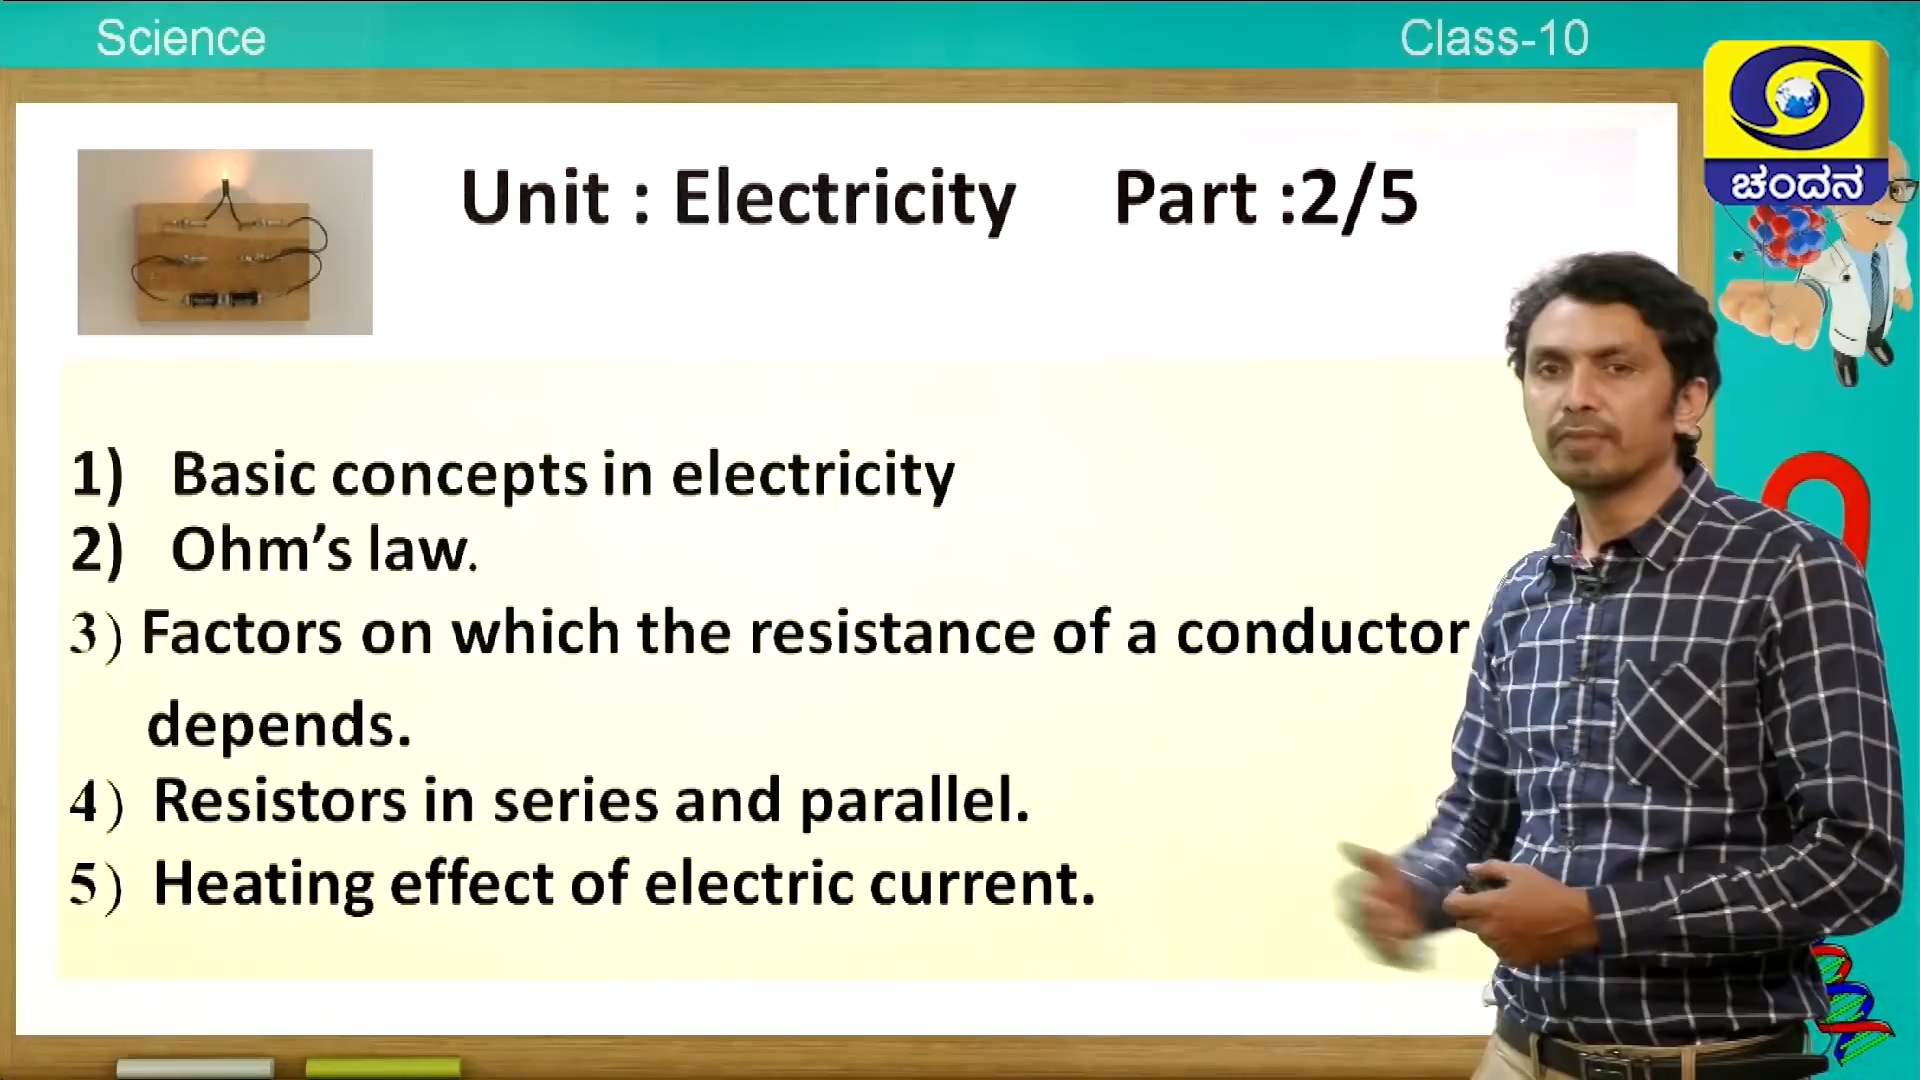 Science
Class-10
ಚಂದನ
Unit : Electricity Part :2/5
1) Basic concepts in electricity
2) Ohm’s law.
3) Factors on which the resistance of a conductor
depends.
4) Resistors in series and parallel.
5) Heating effect of electric current.